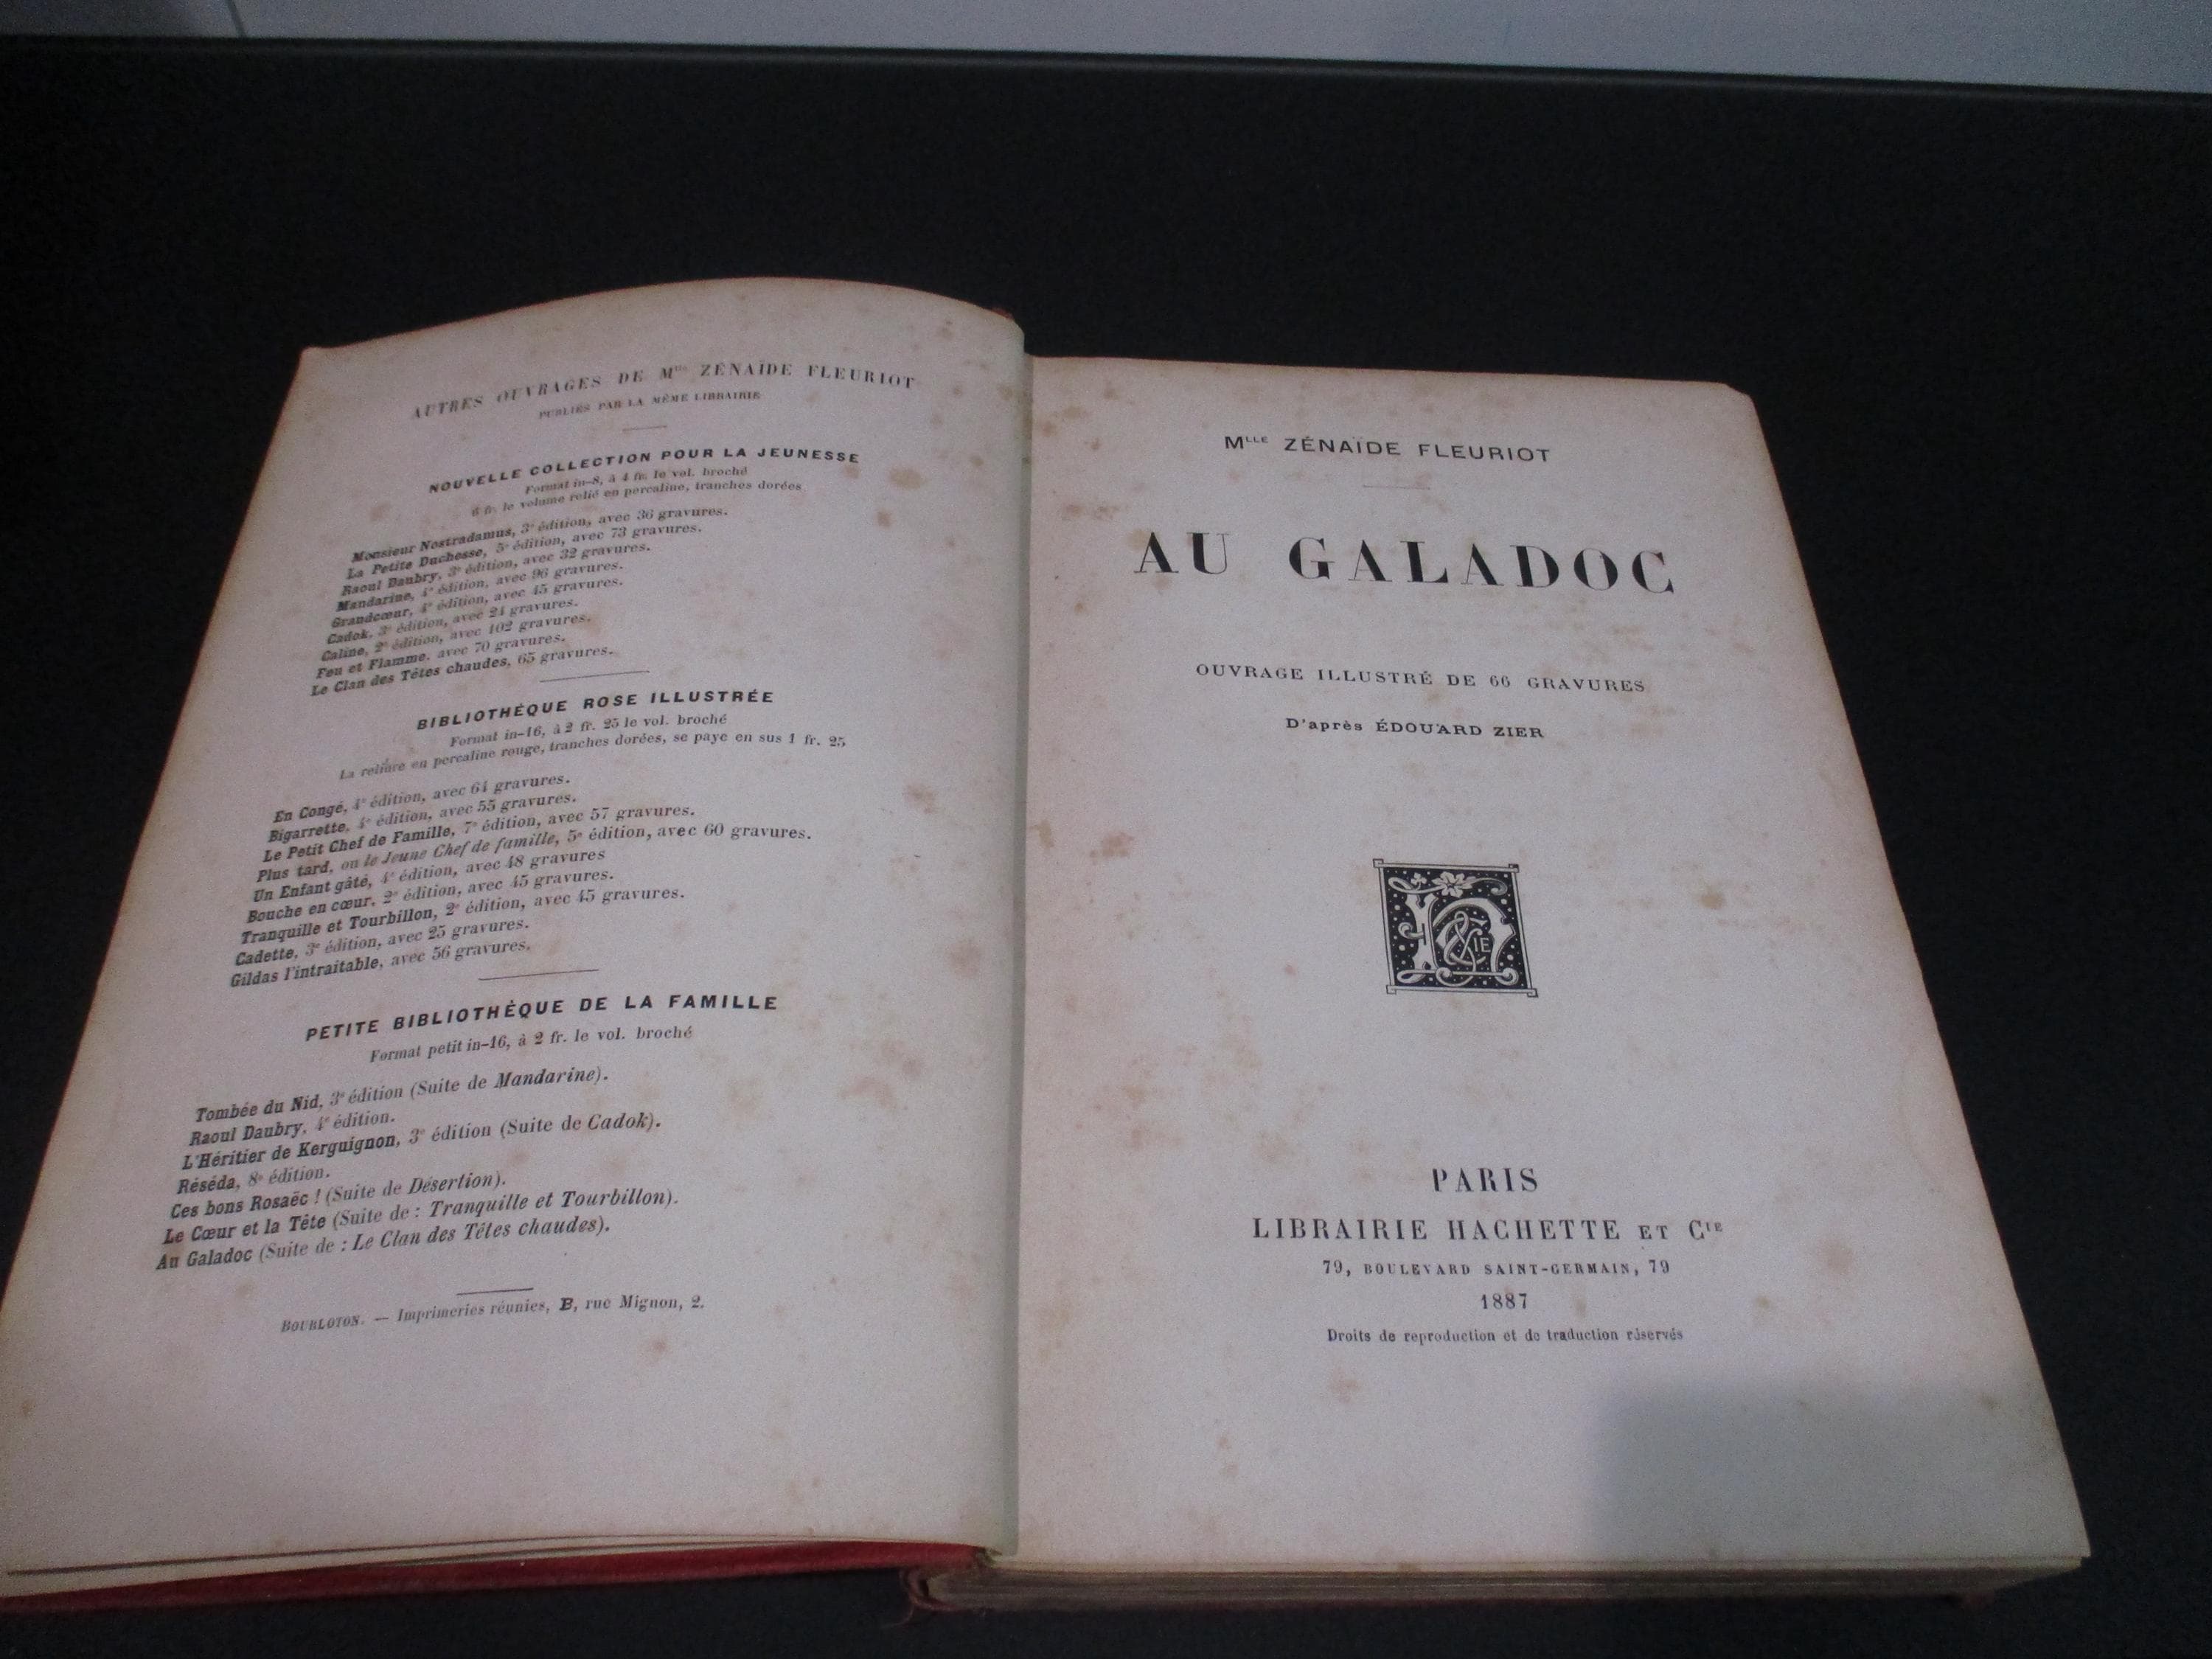 AUTRES OUVRAGES DE Mlle ZÉNAÏDE FLEURIOT
PUBLIÉS PAR LA MÊME LIBRAIRIE
NOUVELLE COLLECTION POUR LA JEUNESSE
Format in-8, à 4 fr. le vol. broché
6 fr. le volume relié en percaline, tranches dorées
Monsieur Nostradamus, 3e édition, avec 36 gravures.
La Petite Duchesse, 5e édition, avec 73 gravures.
Raoul Daubry, 3e édition, avec 32 gravures.
Mandarine, 4e édition, avec 96 gravures.
Grandcœur, 4e édition, avec 45 gravures.
Cadok, 3e édition, avec 24 gravures.
Caline, 2e édition, avec 102 gravures.
Feu et Flamme, avec 70 gravures.
Le Clan des Têtes chaudes, 65 gravures.
BIBLIOTHÈQUE ROSE ILLUSTRÉE
Format in-16, à 2 fr. 25 le vol. broché
La reliure en percaline rouge, tranches dorées, se paye en sus 1 fr. 25
En Congé, 4e édition, avec 61 gravures.
Bigarrette, 4e édition, avec 55 gravures.
Le Petit Chef de Famille, 7e édition, avec 57 gravures.
Plus tard, ou le Jeune Chef de famille, 5e édition, avec 60 gravures.
Un Enfant gâté, 4e édition, avec 48 gravures
Bouche en cœur, 2e édition, avec 45 gravures.
Tranquille et Tourbillon, 2e édition, avec 45 gravures.
Cadette, 3e édition, avec 25 gravures.
Gildas l'intraitable, avec 56 gravures.
PETITE BIBLIOTHÈQUE DE LA FAMILLE
Format petit in-16, à 2 fr. le vol. broché
Tombée du Nid, 3e édition (Suite de Mandarine).
Raoul Daubry, 4e édition.
L'Héritier de Kerguignon, 3e édition (Suite de Cadok).
Réséda, 8e édition.
Ces bons Rosaëc ! (Suite de Désertion).
Le Cœur et la Tête (Suite de : Tranquille et Tourbillon).
Au Galadoc (Suite de : Le Clan des Têtes chaudes).
BOURLOTON. — Imprimeries réunies, B, rue Mignon, 2.
MLLE ZÉNAÏDE FLEURIOT
AU GALADOC
OUVRAGE ILLUSTRÉ DE 66 GRAVURES
D'après ÉDOUARD ZIER
H & CIE
PARIS
LIBRAIRIE HACHETTE ET CIE
79, BOULEVARD SAINT-GERMAIN, 79
1887
Droits de reproduction et de traduction réservés